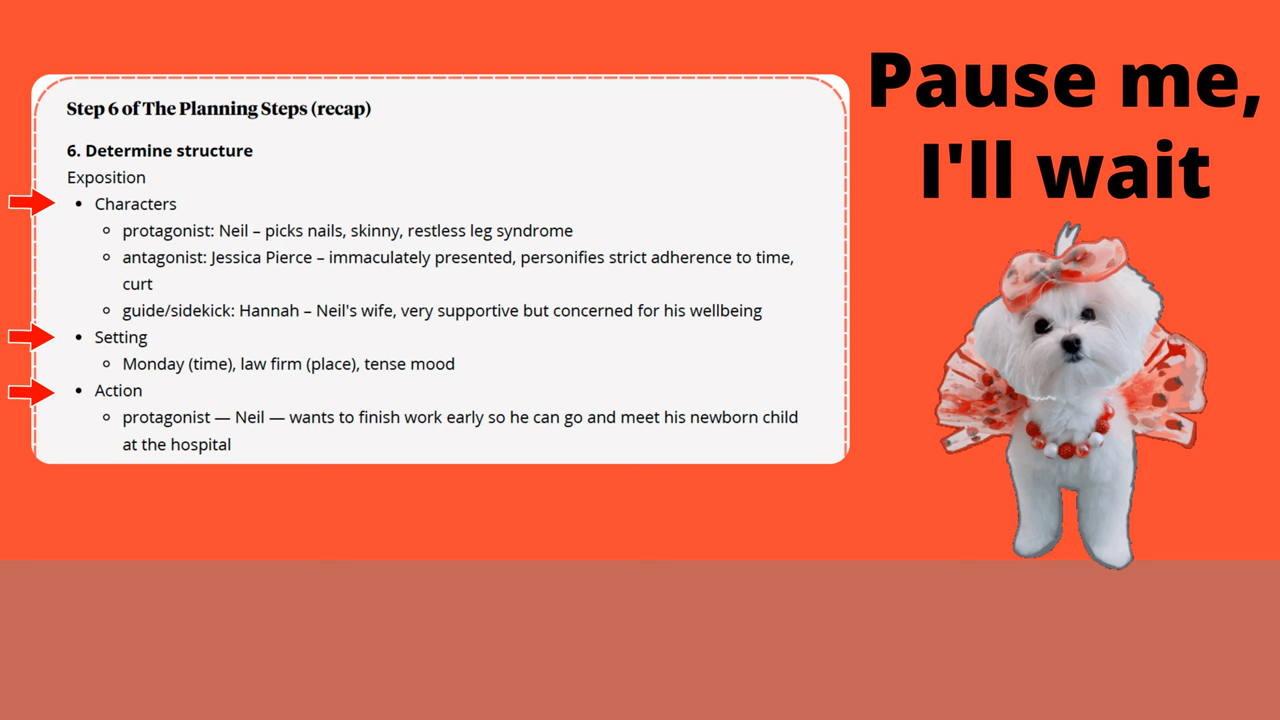 Step 6 of The Planning Steps (recap)
6. Determine structure
Exposition
• Characters
◦ protagonist: Neil – picks nails, skinny, restless leg syndrome
◦ antagonist: Jessica Pierce – immaculately presented, personifies strict adherence to time,
curt
◦ guide/sidekick: Hannah – Neil's wife, very supportive but concerned for his wellbeing
• Setting
◦ Monday (time), law firm (place), tense mood
• Action
◦ protagonist — Neil — wants to finish work early so he can go and meet his newborn child
at the hospital
Pause me,
I'll wait